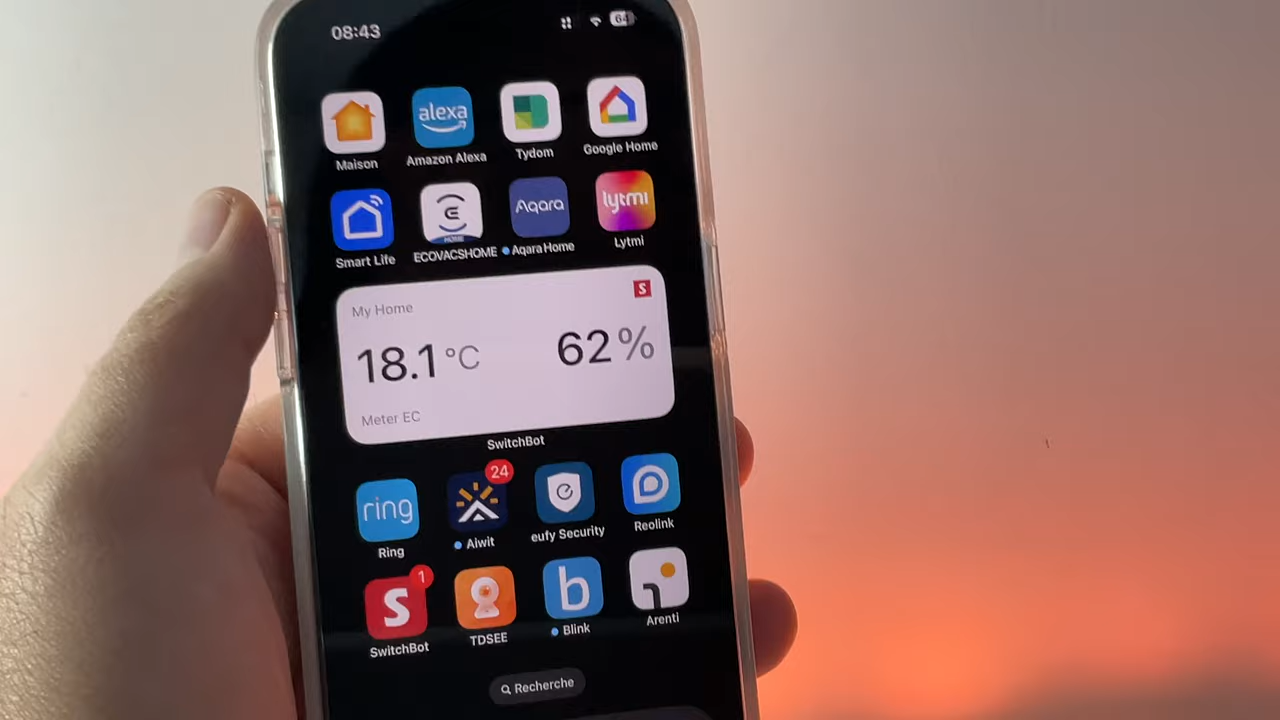 08:43
64
alexa
Maison
Amazon Alexa
Tydom
Google Home
Aqara
lytmi
HOME
Smart Life
ECOVACSHOME
Aqara Home
Lytmi
My Home
S
18.1°C
62%
Meter EC
SwitchBot
24
ring
Ring
Aiwit
eufy Security
Reolink
1
S
b
SwitchBot
TDSEE
Blink
Arenti
Recherche